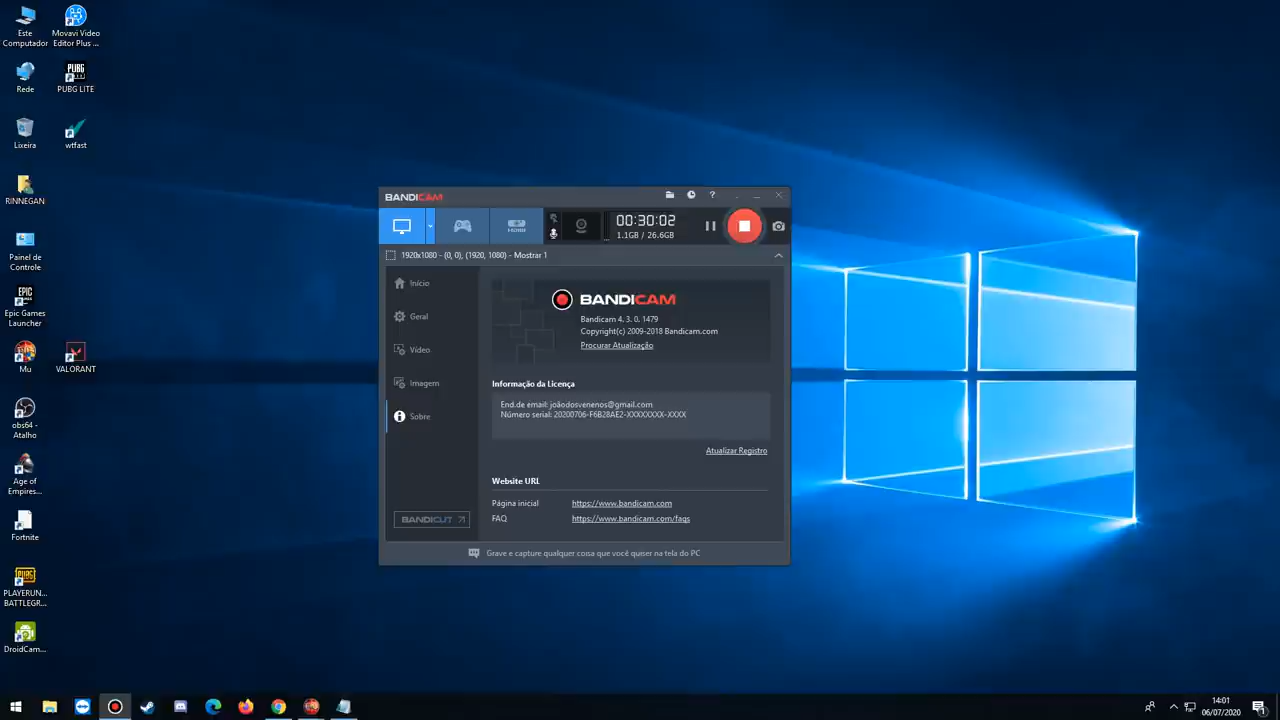 Este
Computador
Movavi Video
Editor Plus ...
Rede
PUBG
PUBG LITE
Lixeira
wtfast
RINNEGAN
Painel de
Controle
EPIC
GAMES
Epic Games
Launcher
Mu
VALORANT
obs64 -
Atalho
Age of
Empires...
Fortnite
PUBG
PLAYERUN...
BATTLEGR...
DroidCam...
BANDICAM
?
HDMI
00:30:02
1.1GB / 26.6GB
1920x1080 - (0, 0), (1920, 1080) - Mostrar 1
Início
Geral
Vídeo
Imagem
Sobre
BANDICUT
BANDICAM
Bandicam 4. 3. 0. 1479
Copyright(c) 2009-2018 Bandicam.com
Procurar Atualização
Informação da Licença
End.de email: joãodosvenenos@gmail.com
Número serial: 20200706-F6B28AE2-XXXXXXXX-XXXX
Atualizar Registro
Website URL
Página inicial https://www.bandicam.com
FAQ https://www.bandicam.com/faqs
Grave e capture qualquer coisa que você quiser na tela do PC
14:01
06/07/2020